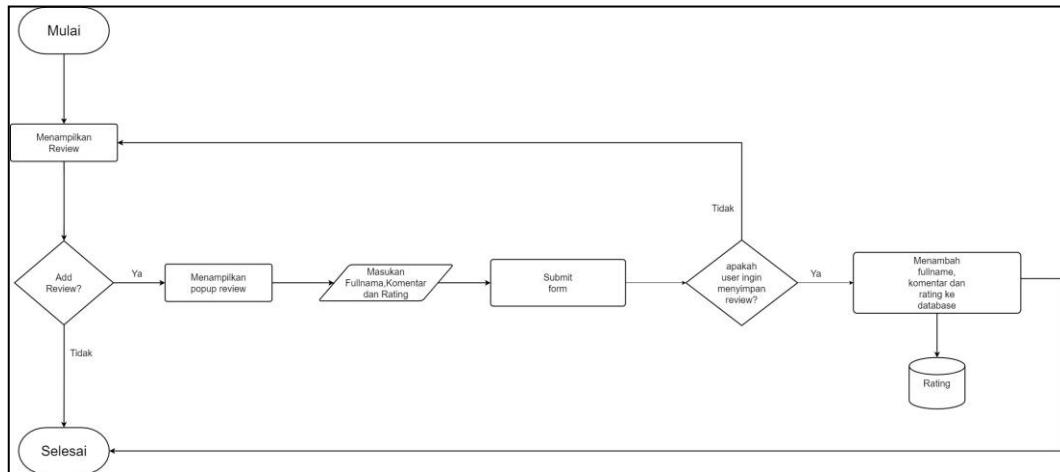 Mulai
Menampilkan
Review
Tidak
Add
Review?
Ya
Menampilkan
popup review
Masukan
Fullnama,Komentar
dan Rating
Submit
form
apakah
user ingin
menyimpan
review?
Ya
Menambah
fullname,
komentar dan
rating ke
database
Tidak
Rating
Selesai